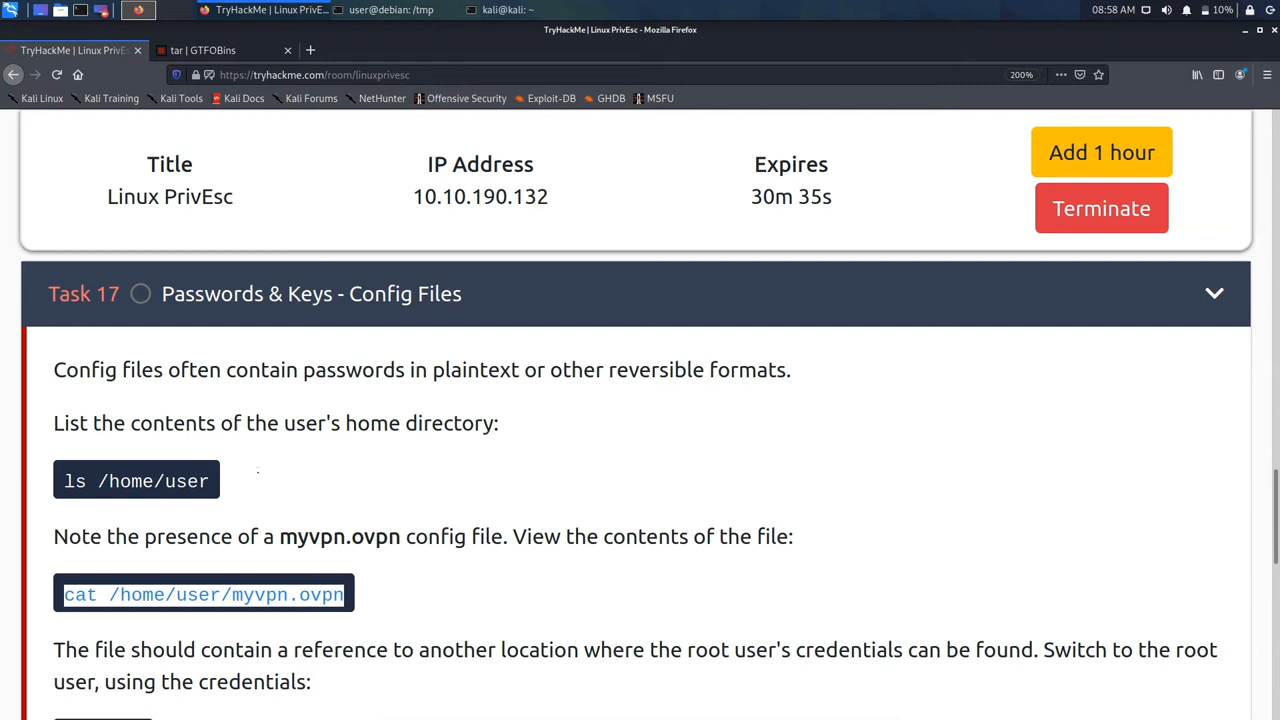 TryHackMe | Linux PrivE...
user@debian: /tmp
kali@kali: ~
08:58 AM
10%
TryHackMe | Linux PrivEsc - Mozilla Firefox
TryHackMe | Linux PrivEs
tar | GTFOBins
https://tryhackme.com/room/linuxprivesc
200%
Kali Linux
Kali Training
Kali Tools
Kali Docs
Kali Forums
NetHunter
Offensive Security
Exploit-DB
GHDB
MSFU
Title
IP Address
Expires
Add 1 hour
Linux PrivEsc
10.10.190.132
30m 35s
Terminate
Task 17
Passwords & Keys - Config Files
Config files often contain passwords in plaintext or other reversible formats.
List the contents of the user's home directory:
ls /home/user
Note the presence of a myvpn.ovpn config file. View the contents of the file:
cat /home/user/myvpn.ovpn
The file should contain a reference to another location where the root user's credentials can be found. Switch to the root
user, using the credentials: